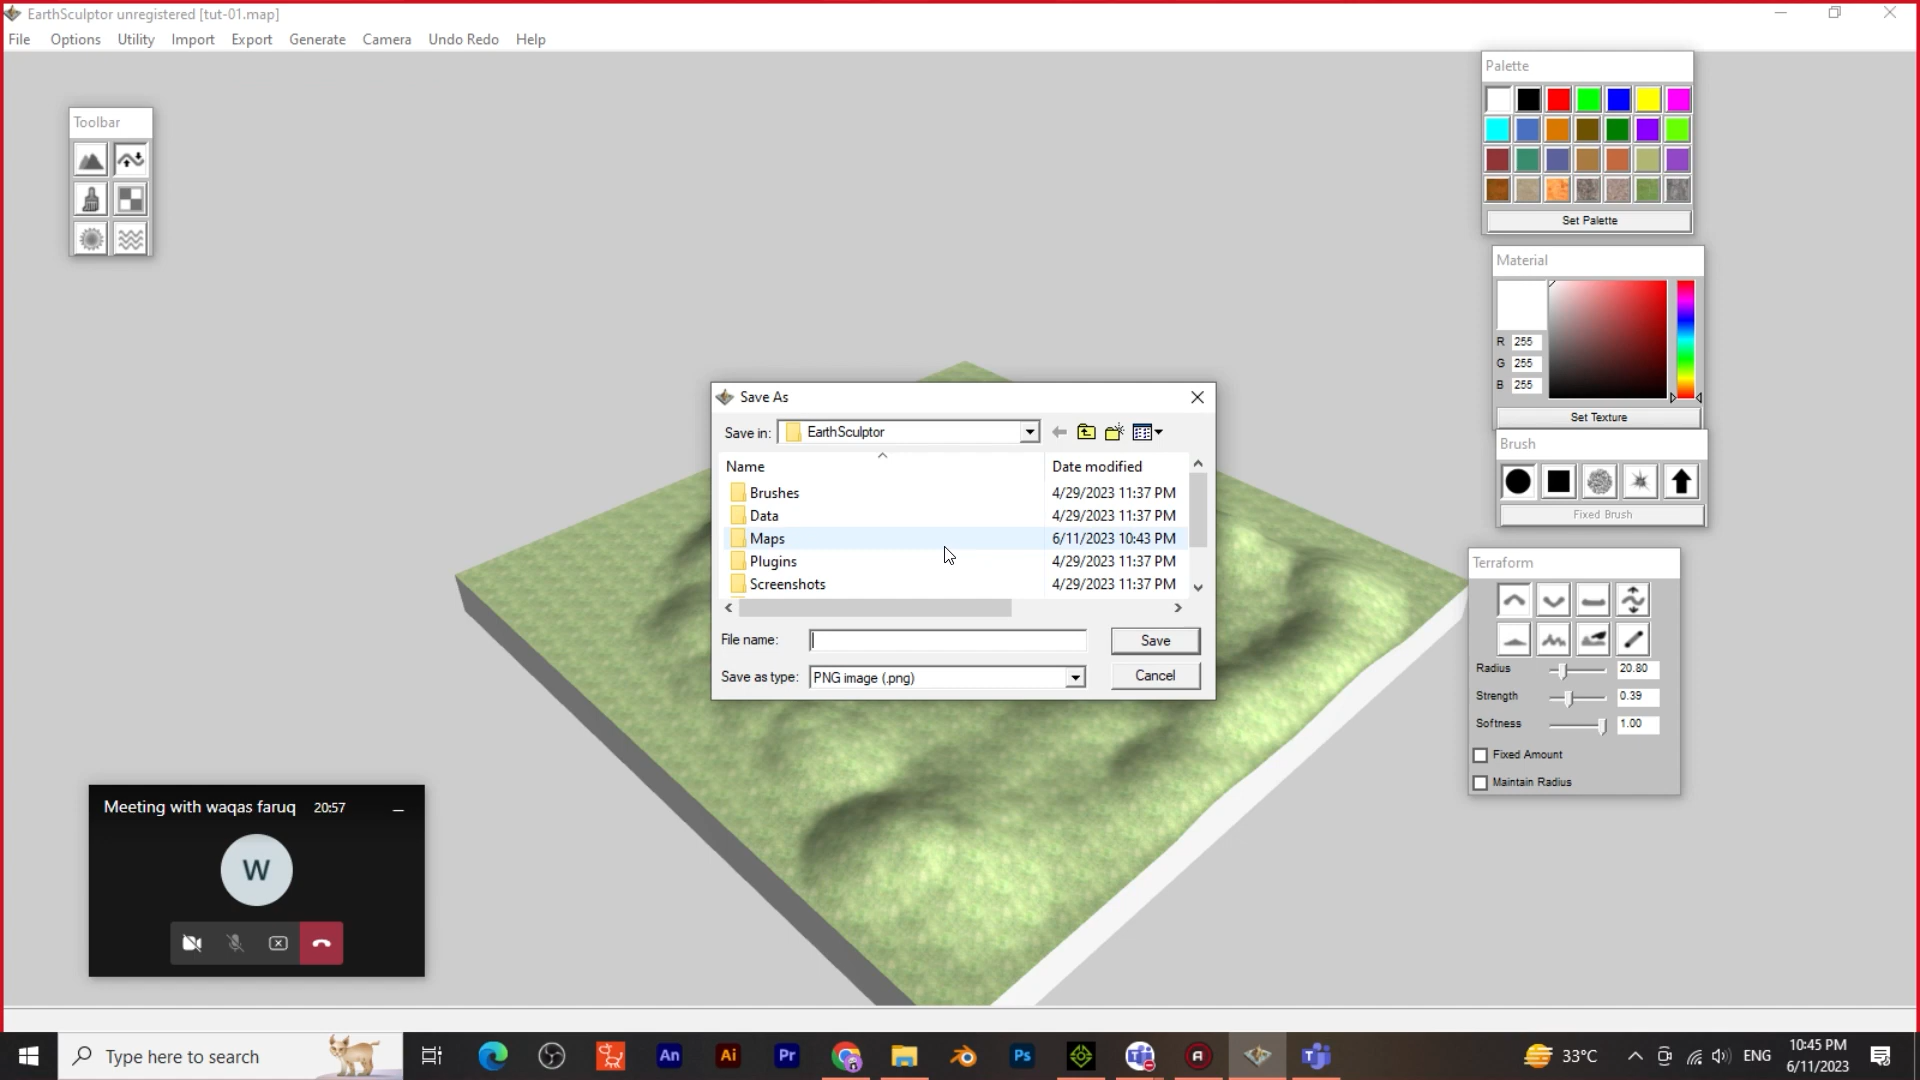 EarthSculptor unregistered [tut-01.map]
File Options Utility Import Export Generate Camera Undo Redo Help
Toolbar
Palette
Set Palette
Material
R 255
G 255
B 255
Set Texture
Brush
Fixed Brush
Terraform
Radius 20.80
Strength 0.39
Softness 1.00
Fixed Amount
Maintain Radius
Save As
Save in: EarthSculptor
Name Date modified
Brushes 4/29/2023 11:37 PM
Data 4/29/2023 11:37 PM
Maps 6/11/2023 10:43 PM
Plugins 4/29/2023 11:37 PM
Screenshots 4/29/2023 11:37 PM
File name: Save
Save as type: PNG image (.png) Cancel
Meeting with waqas faruq 20:57
W
Type here to search
An Ai Pr Ps
33°C
ENG
10:45 PM
6/11/2023